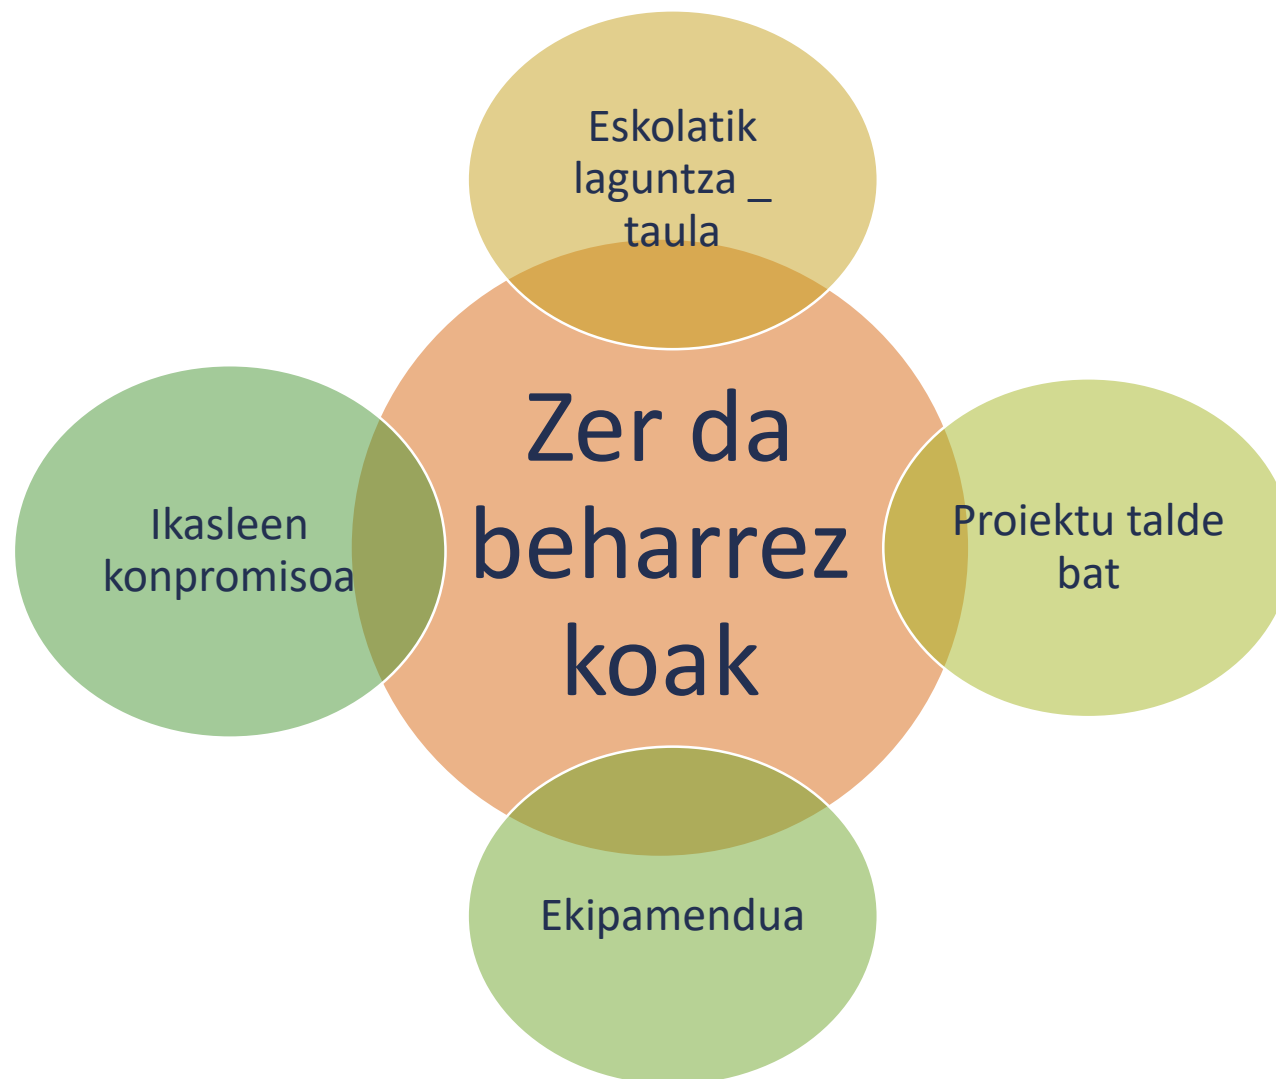 Eskolatik
laguntza _
taula
Zer da
beharrez
koak
Ikasleen
konpromisoa
Proiektu talde
bat
Ekipamendua